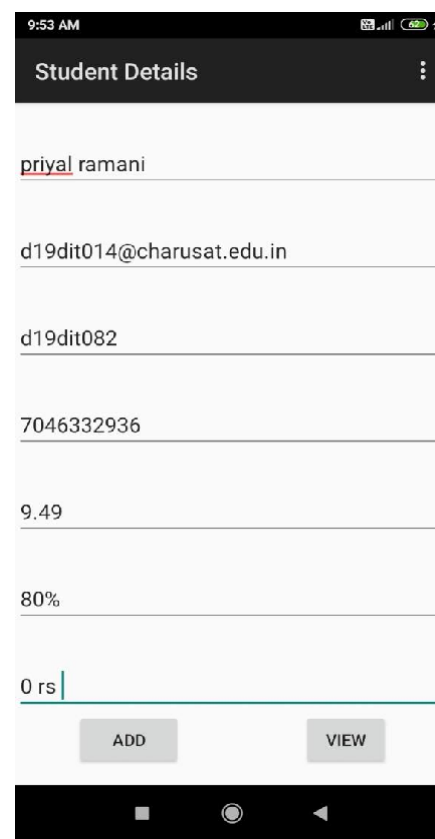 9:53 AM 62
Student Details
priyal ramani
d19dit014@charusat.edu.in
d19dit082
7046332936
9.49
80%
0 rs
ADD VIEW